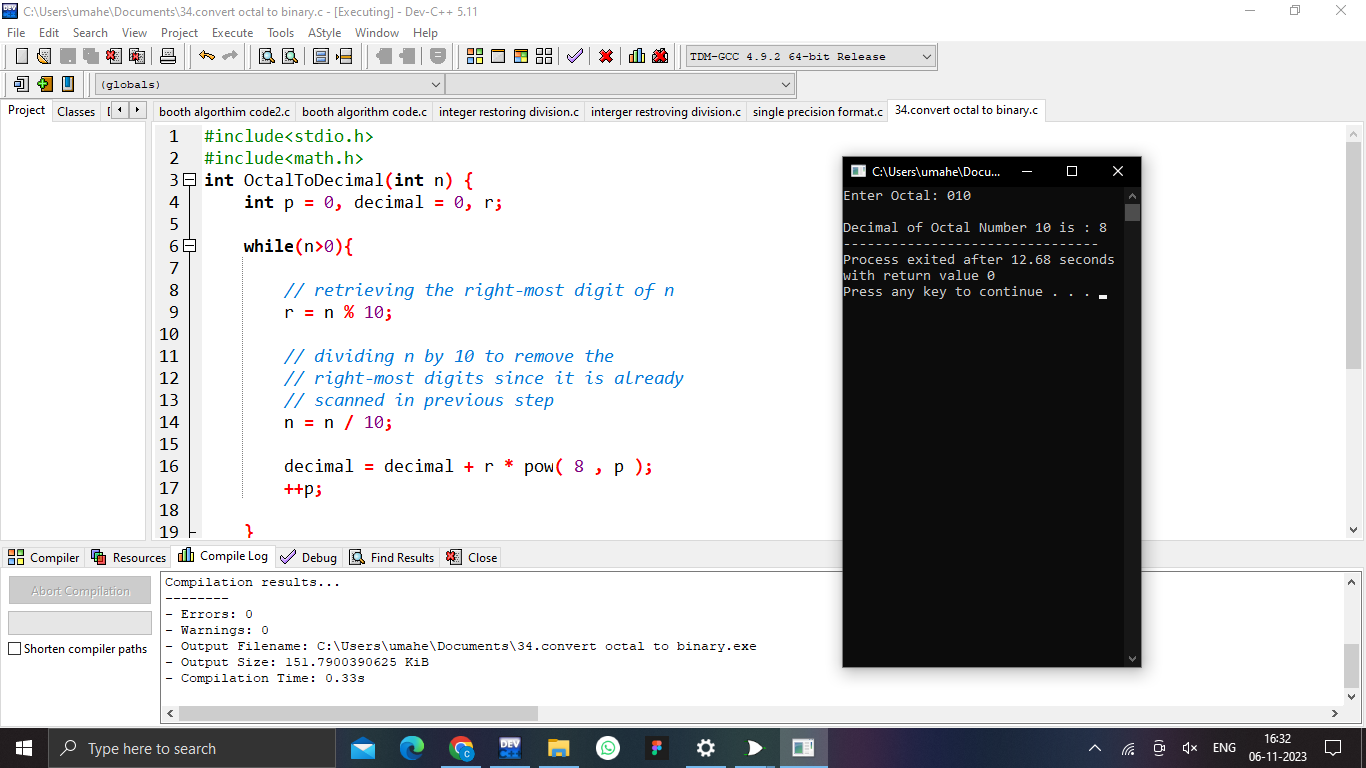 C:\Users\umahe\Documents\34.convert octal to binary.c - [Executing] - Dev-C++ 5.11
File Edit Search View Project Execute Tools AStyle Window Help
TDM-GCC 4.9.2 64-bit Release
(globals)
Project Classes booth algorthim code2.c booth algorithm code.c integer restoring division.c interger restroving division.c single precision format.c 34.convert octal to binary.c
1 #include<stdio.h>
2 #include<math.h>
3 int OctalToDecimal(int n) {
4 int p = 0, decimal = 0, r;
5
6 while(n>0){
7
8 // retrieving the right-most digit of n
9 r = n % 10;
10
11 // dividing n by 10 to remove the
12 // right-most digits since it is already
13 // scanned in previous step
14 n = n / 10;
15
16 decimal = decimal + r * pow( 8 , p );
17 ++p;
18
19 }
C:\Users\umahe\Docu...
Enter Octal: 010
Decimal of Octal Number 10 is : 8
--------------------------------
Process exited after 12.68 seconds
with return value 0
Press any key to continue . . .
Compiler Resources Compile Log Debug Find Results Close
Abort Compilation
Shorten compiler paths
Compilation results...
--------
- Errors: 0
- Warnings: 0
- Output Filename: C:\Users\umahe\Documents\34.convert octal to binary.exe
- Output Size: 151.7900390625 KiB
- Compilation Time: 0.33s
Type here to search
DEV
C
ENG
16:32
06-11-2023